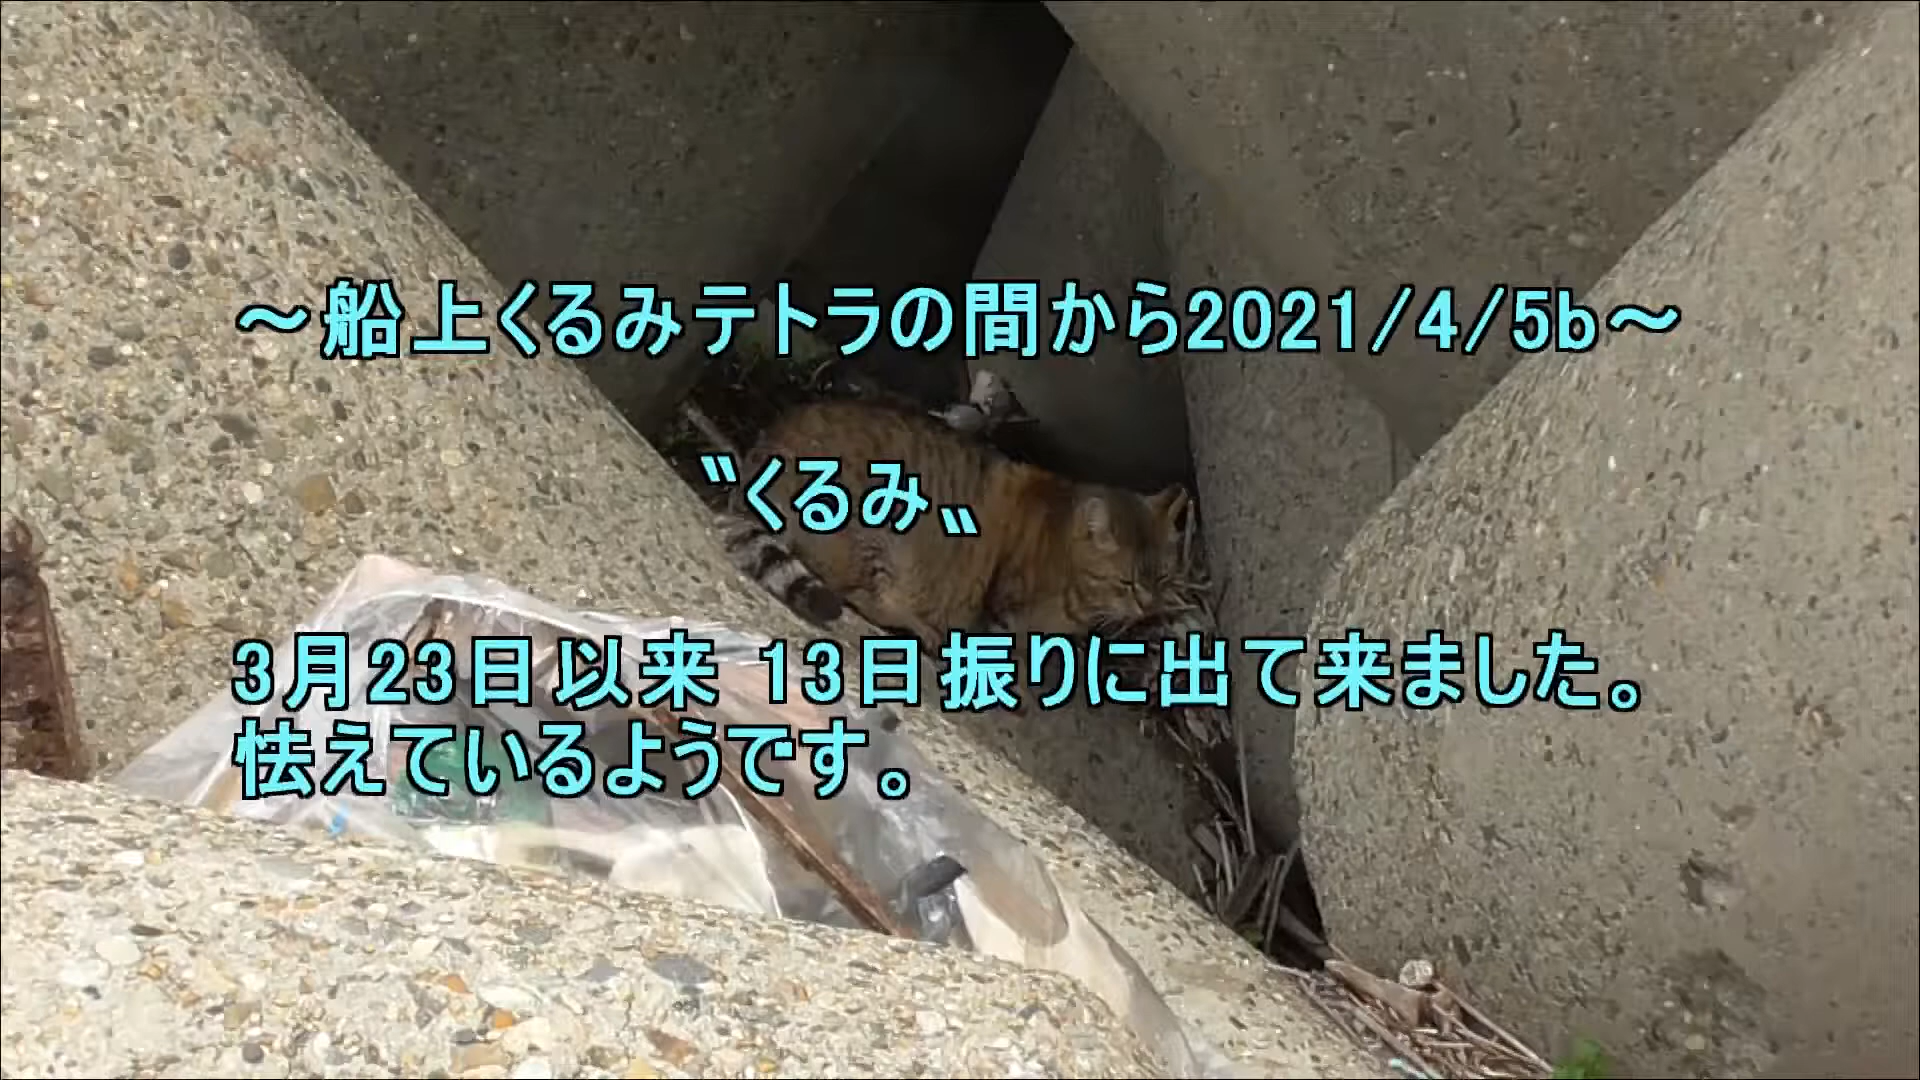 ～船上くるみテトラの間から2021/4/5b～
〝くるみ〟
3月23日以来 13日振りに出て来ました。
怯えているようです。